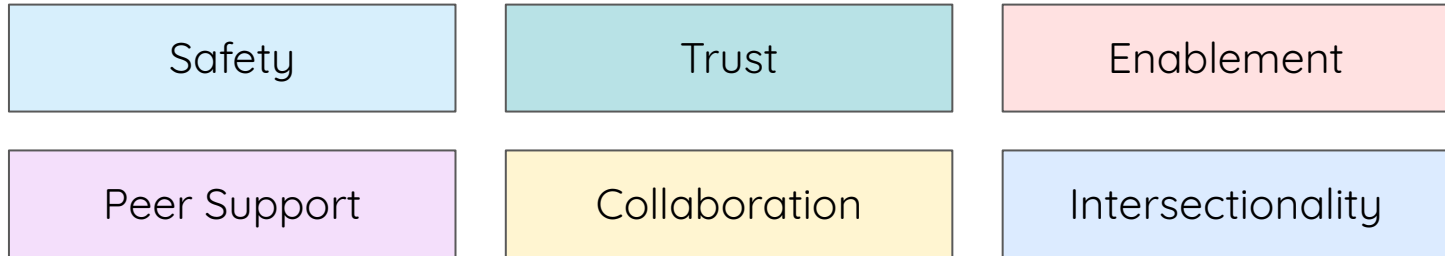 Safety
Trust
Enablement
Peer Support
Collaboration
Intersectionality